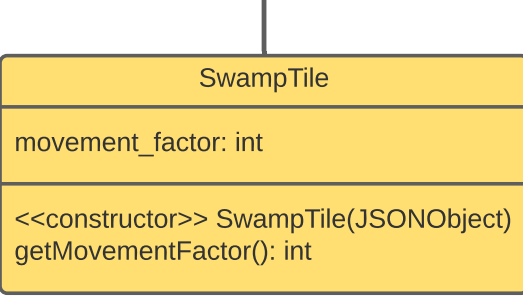 SwampTile
movement_factor: int
<<constructor>> SwampTile(JSONObject)
getMovementFactor(): int